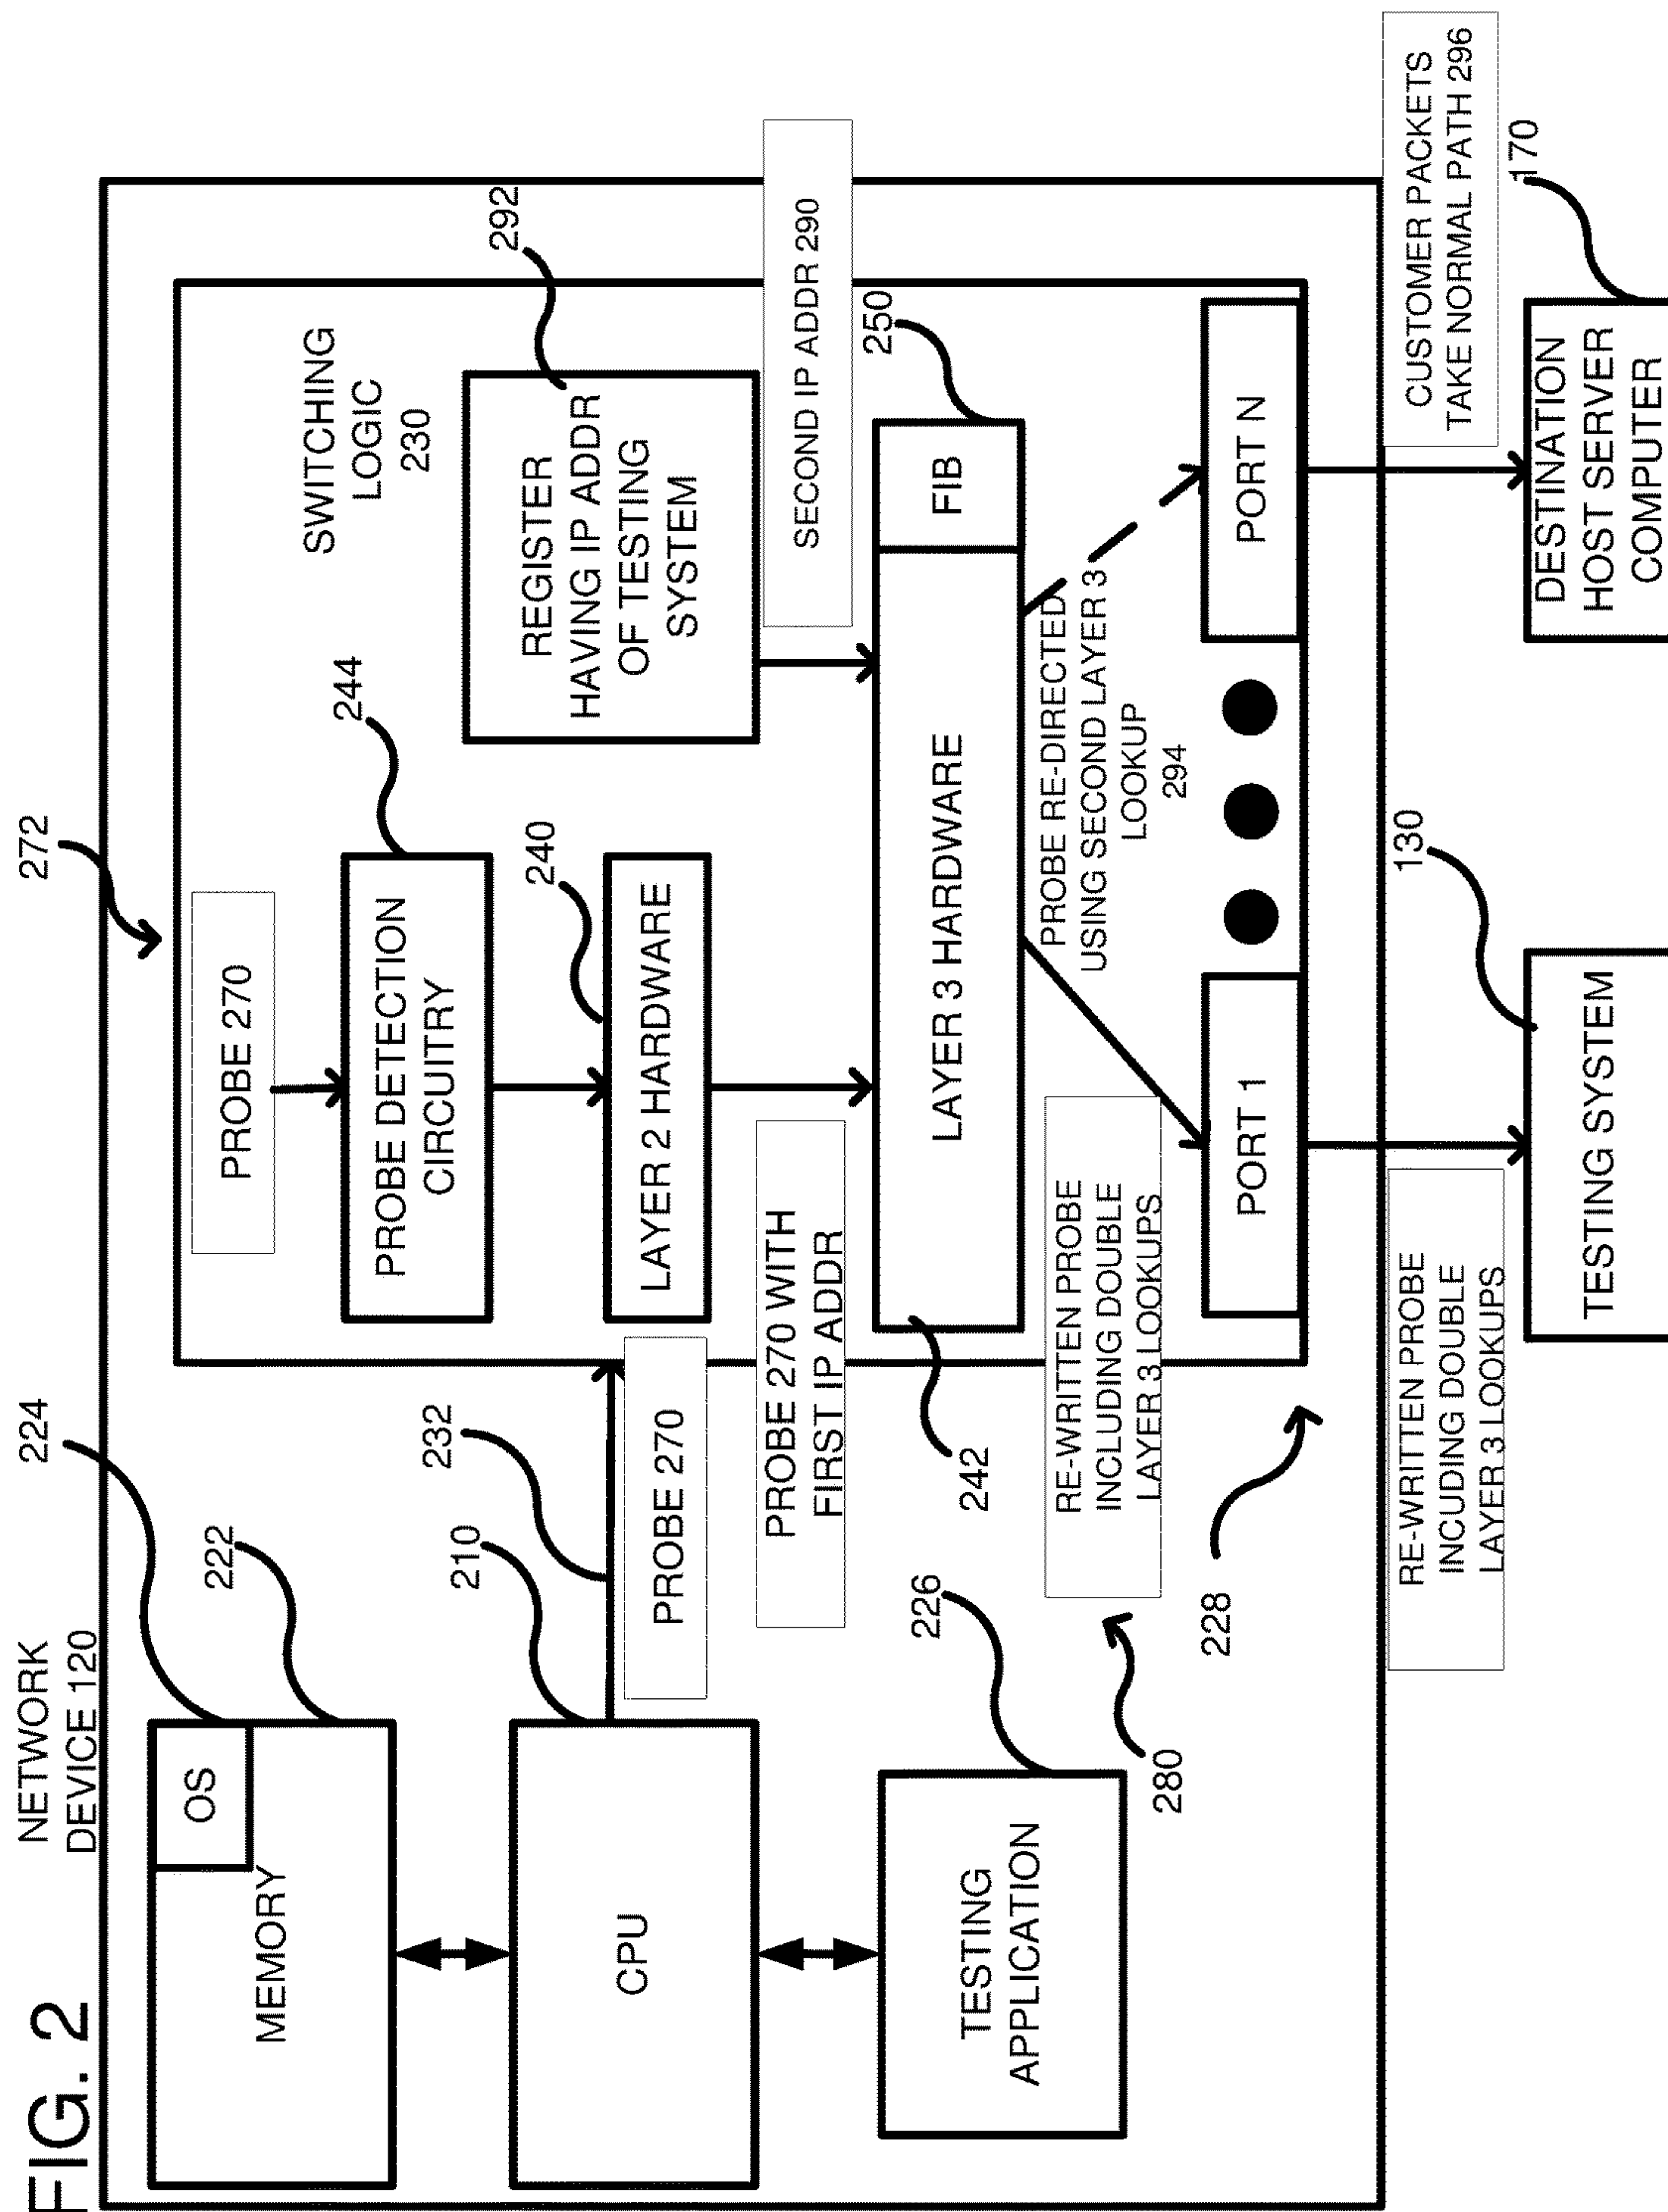 FIG. 2
NETWORK
DEVICE 120
224
272
OS
MEMORY
222
CPU
210
232
PROBE 270
TESTING
APPLICATION
226
280
228
PROBE 270
PROBE DETECTION
CIRCUITRY
244
SWITCHING
LOGIC
230
LAYER 2 HARDWARE
240
REGISTER
HAVING IP ADDR
OF TESTING
SYSTEM
292
PROBE 270 WITH
FIRST IP ADDR
SECOND IP ADDR 290
LAYER 3 HARDWARE
FIB
250
242
RE-WRITTEN PROBE
INCLUDING DOUBLE
LAYER 3 LOOKUPS
PROBE RE-DIRECTED
USING SECOND LAYER 3
LOOKUP
294
PORT 1
PORT N
RE-WRITTEN PROBE
INCUDING DOUBLE
LAYER 3 LOOKUPS
130
CUSTOMER PACKETS
TAKE NORMAL PATH 296
170
TESTING SYSTEM
DESTINATION
HOST SERVER
COMPUTER